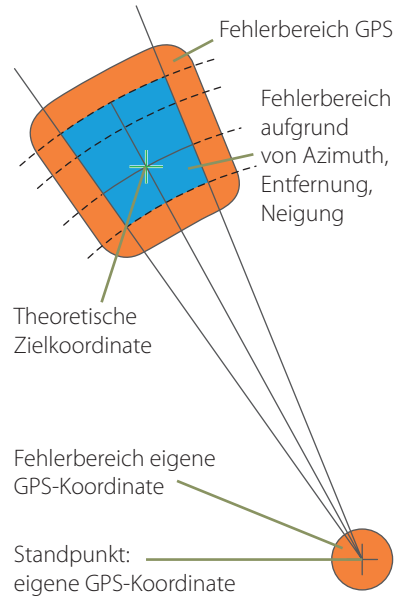 Fehlerbereich GPS
Fehlerbereich
aufgrund
von Azimuth,
Entfernung,
Neigung
Theoretische
Zielkoordinate
Fehlerbereich eigene
GPS-Koordinate
Standpunkt:
eigene GPS-Koordinate